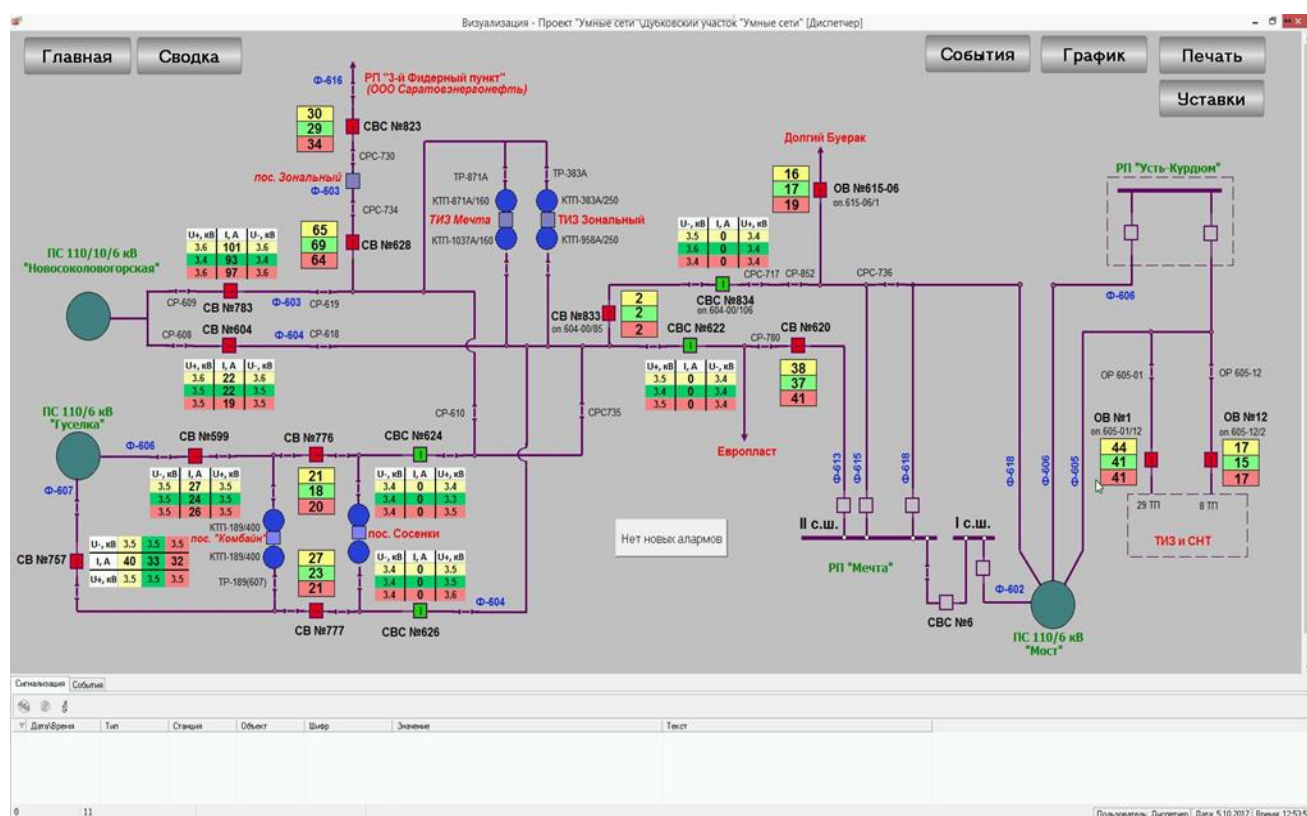 Визуализация - Проект "Умные сети"\Дубковский участок "Умные сети" [Диспетчер]
Главная
Сводка
События
График
Печать
Уставки
Ф-616
РП "3-й Фидерный пункт"
(ООО Саратовэнергонефть)
30
29
34
СВС №823
СРС-730
пос. Зональный
Ф-603
СРС-734
65
69
64
СВ №628
ТР-871А
ТР-383А
КТП-871А/160
КТП-383А/250
ТИЗ Мечта
ТИЗ Зональный
КТП-1037А/160
КТП-958А/250
Долгий Буерак
16
17
19
ОВ №615-06
оп.615-06/1
РП "Усть-Курдюм"
ПС 110/10/6 кВ
"Новосоколовогорская"
U+, кВ I, А U-, кВ
3.6 101 3.6
3.4 93 3.4
3.6 97 3.6
СР-609
СВ №783
Ф-603
СР-619
СВ №604
СР-608
Ф-604
СР-618
U+, кВ I, А U-, кВ
3.6 22 3.6
3.5 22 3.5
3.5 19 3.5
U-, кВ I, А U+, кВ
3.5 0 3.4
3.6 0 3.4
3.4 0 3.4
СРС-717
СР-852
СРС-736
СВС №834
оп.604-00/106
СВ №833
оп.604-00/85
2
2
2
СВС №622
СР-780
СВ №620
U+, кВ I, А U-, кВ
3.5 0 3.4
3.4 0 3.4
3.4 0 3.4
38
37
41
Европласт
Ф-606
СР-610
СРС735
ПС 110/6 кВ
"Гуселка"
Ф-606
СВ №599
СВ №776
СВС №624
Ф-607
U-, кВ I, А U+, кВ
3.5 27 3.5
3.5 24 3.5
3.5 26 3.5
21
18
20
U-, кВ I, А U+, кВ
3.4 0 3.4
3.4 0 3.3
3.4 0 3.4
КТП-189/400
пос. "Комбайн"
КТП-189/400
ТР-189(607)
пос. Сосенки
СВ №757
U-, кВ 3.5 3.5 3.5
I, А 40 33 32
U+, кВ 3.5 3.5 3.5
27
23
21
U-, кВ I, А U+, кВ
3.4 0 3.5
3.4 0 3.5
3.4 0 3.6
Ф-604
СВ №777
СВС №626
Нет новых алармов
Ф-613
Ф-615
Ф-618
II с.ш.
I с.ш.
РП "Мечта"
СВС №6
Ф-602
Ф-618
Ф-606
Ф-605
ПС 110/6 кВ
"Мост"
ОР 605-01
ОР 605-12
ОВ №1
оп.605-01/12
44
41
41
ОВ №12
оп.605-12/2
17
15
17
29 ТП
8 ТП
ТИЗ и СНТ
Сигнализация
События
Дата\Время
Тип
Станция
Объект
Шифр
Значение
Текст
0
11
Пользователь: Диспетчер
Дата: 5.10.2017
Время: 12:53:5